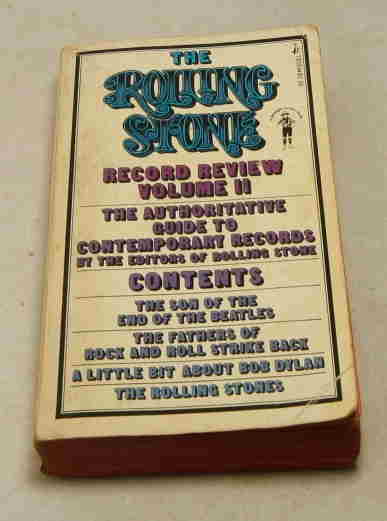 THE
ROLLING
STONE
RECORD REVIEW
VOLUME II
THE AUTHORITATIVE
GUIDE TO
CONTEMPORARY RECORDS
BY THE EDITORS OF ROLLING STONE
CONTENTS
THE SON OF THE
END OF THE BEATLES
THE FATHERS OF
ROCK AND ROLL STRIKE BACK
A LITTLE BIT ABOUT BOB DYLAN
THE ROLLING STONES